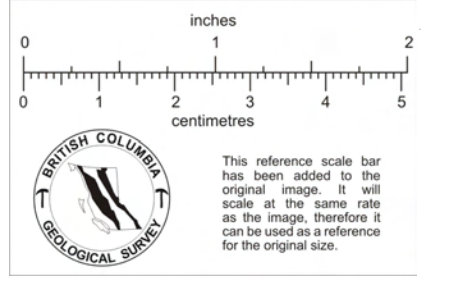 inches
0 1 2
0 1 2 3 4 5
centimetres
BRITISH COLUMBIA
GEOLOGICAL SURVEY
This reference scale bar
has been added to the
original image. It will
scale at the same rate
as the image, therefore it
can be used as a reference
for the original size.